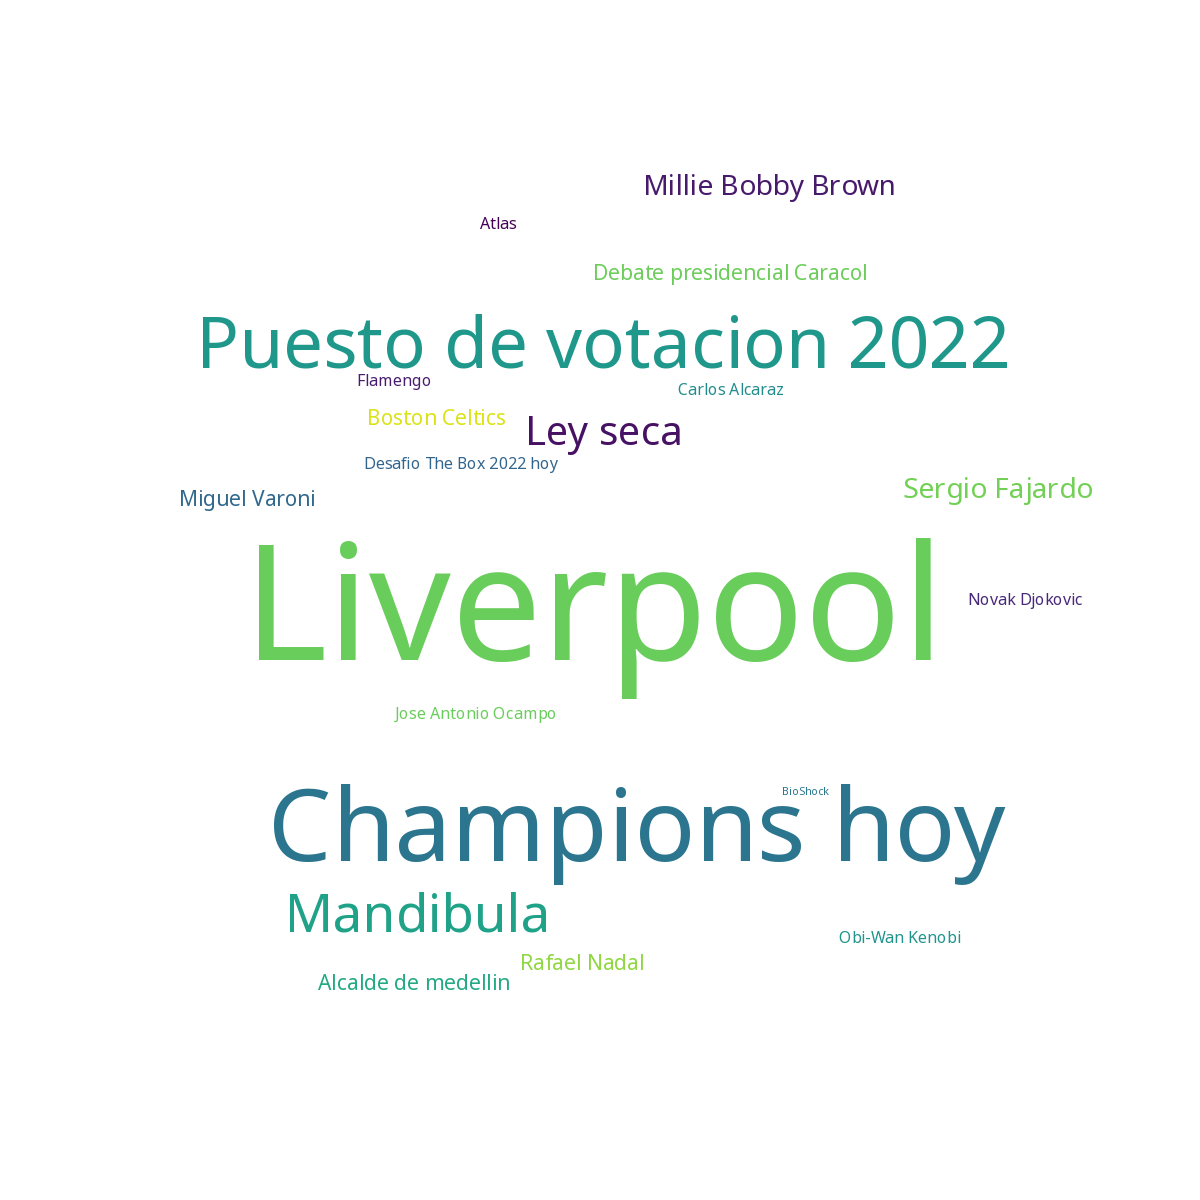 Millie Bobby Brown
Atlas
Debate presidencial Caracol
Puesto de votacion 2022
Flamengo
Carlos Alcaraz
Boston Celtics
Ley seca
Desafio The Box 2022 hoy
Miguel Varoni
Sergio Fajardo
Liverpool
Novak Djokovic
Jose Antonio Ocampo
BioShock
Champions hoy
Mandibula
Obi-Wan Kenobi
Rafael Nadal
Alcalde de medellin